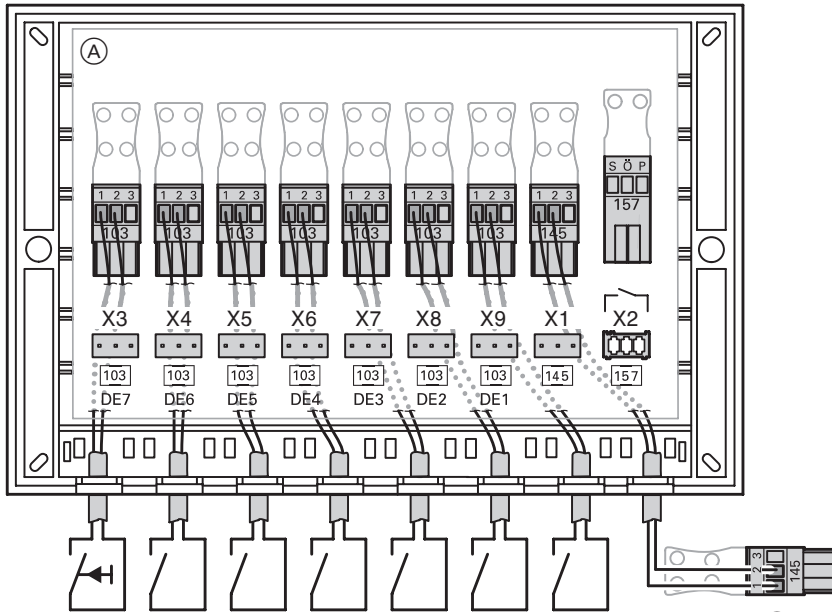 A
S Ö P
1 2 3 1 2 3 1 2 3 1 2 3 1 2 3 1 2 3 1 2 3 1 2 3
157
103 103 103 103 103 103 103 145
X3 X4 X5 X6 X7 X8 X9 X1 X2
103 103 103 103 103 103 103 145 157
DE7 DE6 DE5 DE4 DE3 DE2 DE1
1 2 3
145